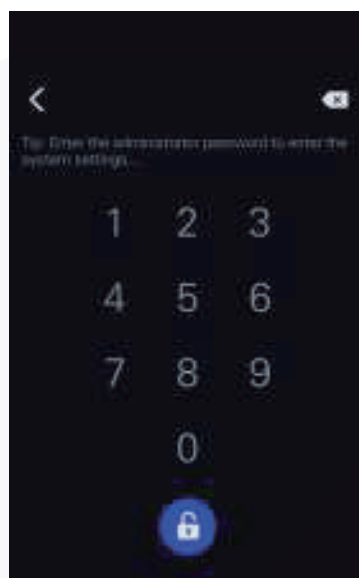 Tip: Enter the administrator password to enter the
system settings...
1 2 3
4 5 6
7 8 9
0